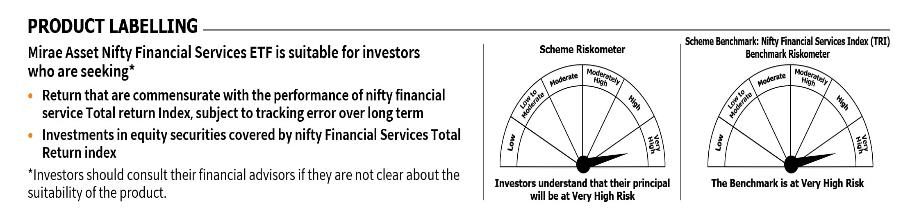 PRODUCT LABELLING
Mirae Asset Nifty Financial Services ETF is suitable for investors
who are seeking*
• Return that are commensurate with the performance of nifty financial
service Total return Index, subject to tracking error over long term
• Investments in equity securities covered by nifty Financial Services Total
Return index
*Investors should consult their financial advisors if they are not clear about the
suitability of the product.
Scheme Riskometer
Low
Low to
Moderate
Moderate
Moderately
High
High
Very
High
Investors understand that their principal
will be at Very High Risk
Scheme Benchmark: Nifty Financial Services Index (TRI)
Benchmark Riskometer
Low
Low to
Moderate
Moderate
Moderately
High
High
Very
High
The Benchmark is at Very High Risk